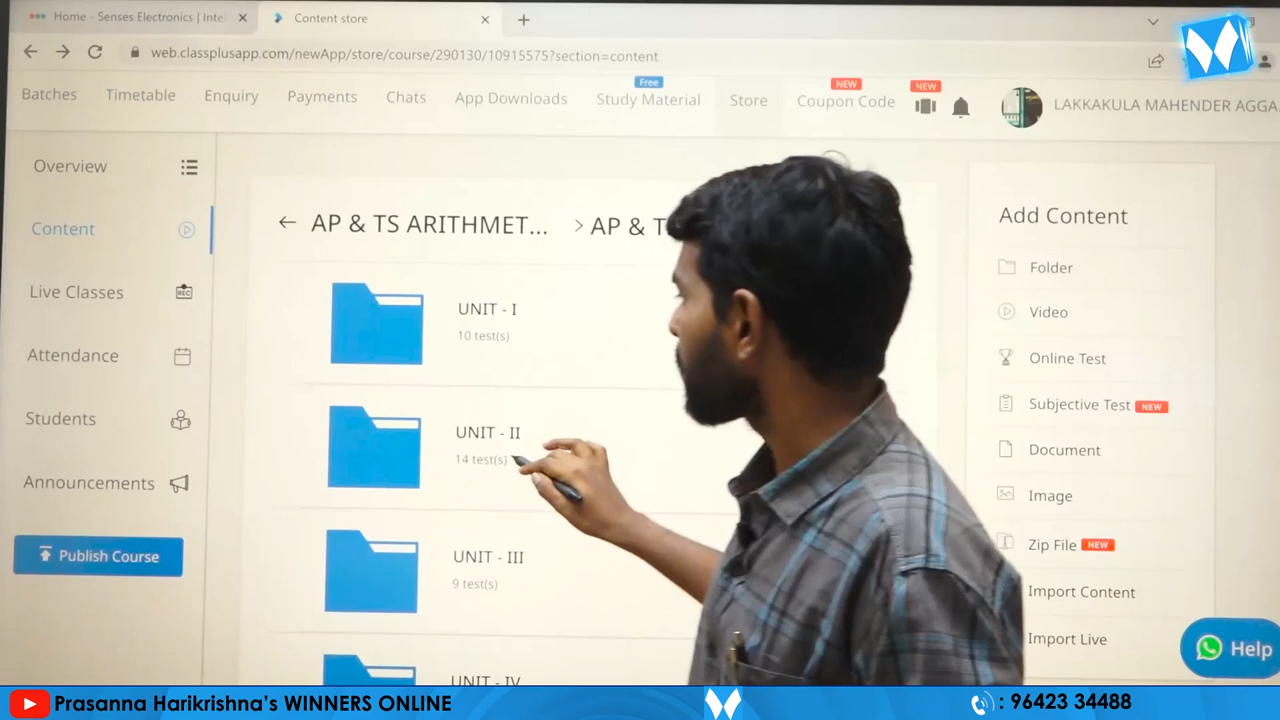 Home - Senses Electronics | Inte
Content store
web.classplusapp.com/newApp/store/course/290130/10915575?section=content
Batches
Timetable
Enquiry
Payments
Chats
App Downloads
Free
Study Material
Store
NEW
Coupon Code
NEW
LAKKAKULA MAHENDER AGGA
Overview
Content
Live Classes
REC
Attendance
Students
Announcements
Publish Course
← AP & TS ARITHMET... > AP & T
UNIT - I
10 test(s)
UNIT - II
14 test(s)
UNIT - III
9 test(s)
UNIT - IV
Add Content
Folder
Video
Online Test
Subjective Test NEW
Document
Image
Zip File NEW
Import Content
Import Live
Help
Prasanna Harikrishna's WINNERS ONLINE
: 96423 34488